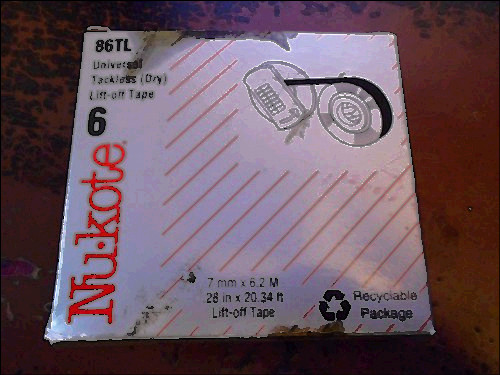 86TL
Universal
Tackless (Dry)
Lift-off Tape
6
Nu-kote
7 mm x 6.2 M
28 in x 20.34 ft
Lift-off Tape
Recyclable
Package